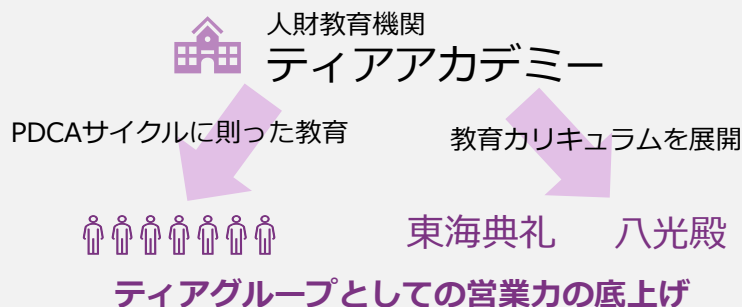 人財教育機関
ティアアカデミー
PDCAサイクルに則った教育
教育カリキュラムを展開
東海典礼 八光殿
ティアグループとしての営業力の底上げ